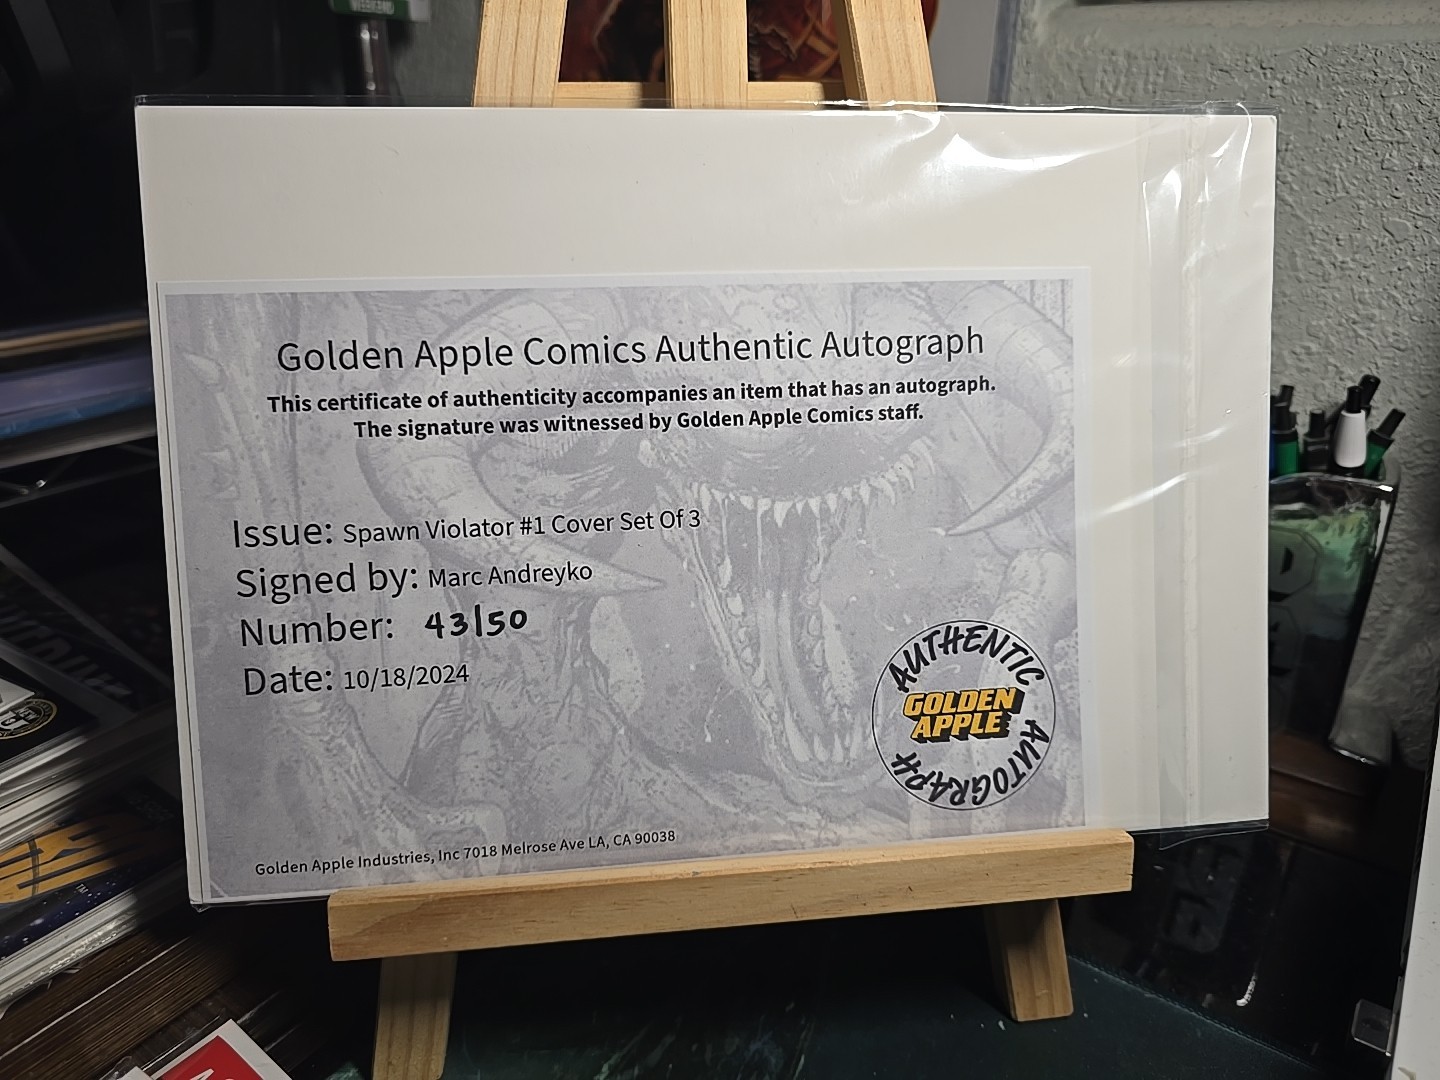 WEEKEND
Golden Apple Comics Authentic Autograph
This certificate of authenticity accompanies an item that has an autograph.
The signature was witnessed by Golden Apple Comics staff.
Issue: Spawn Violator #1 Cover Set Of 3
Signed by: Marc Andreyko
Number: 43/50
Date: 10/18/2024
AUTHENTIC
GOLDEN
APPLE
AUTOGRAPH
Golden Apple Industries, Inc 7018 Melrose Ave LA, CA 90038
TM